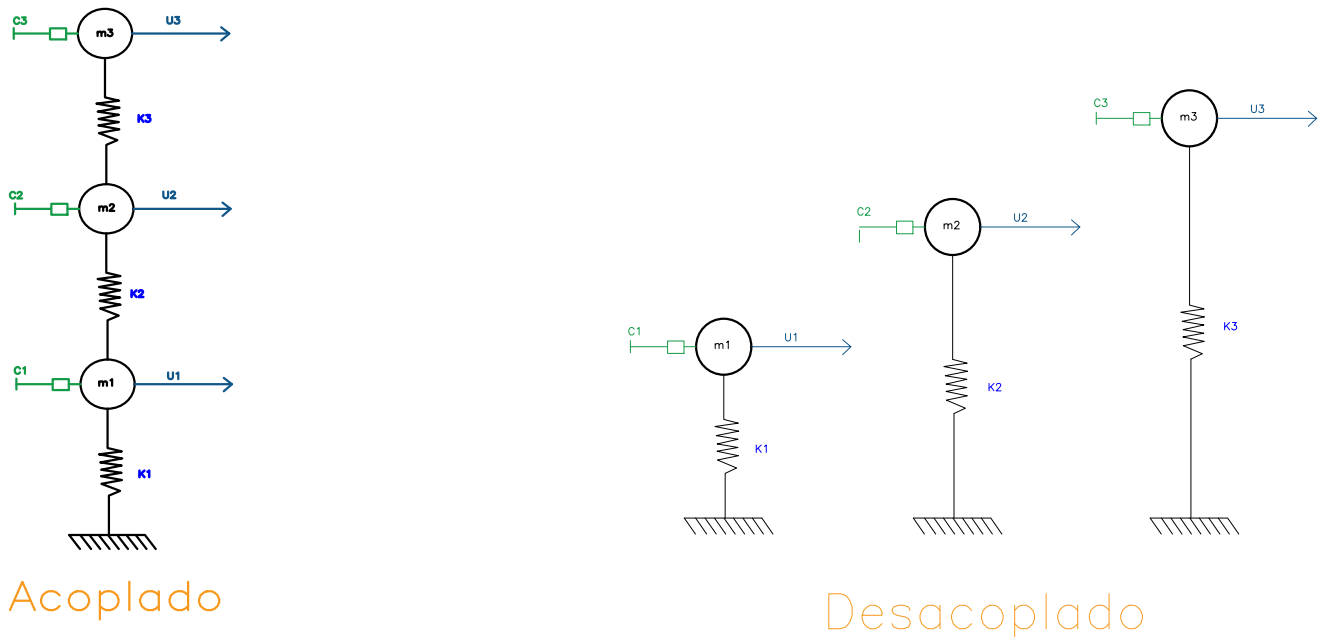 C3 m3 U3
K3
C2 m2 U2
K2
C1 m1 U1
K1
Acoplado
C1 m1 U1
K1
C2 m2 U2
K2
C3 m3 U3
K3
Desacoplado